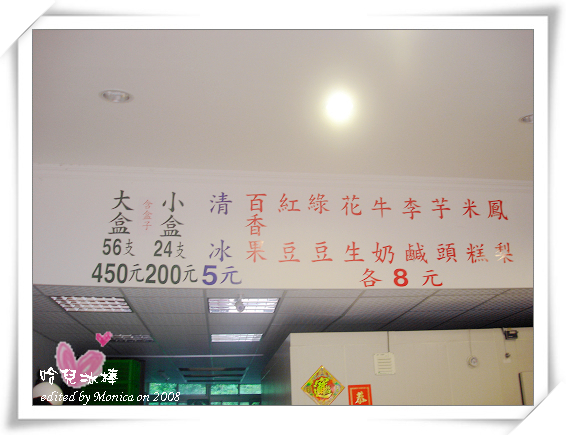 鳳梨
米糕
芋頭
李鹹
牛奶
花生
綠豆
紅豆
百香果
各8元
清冰
5元
小盒
24支
200元
含盒子
大盒
56支
450元
吟兒冰棒
edited by Monica on 2008